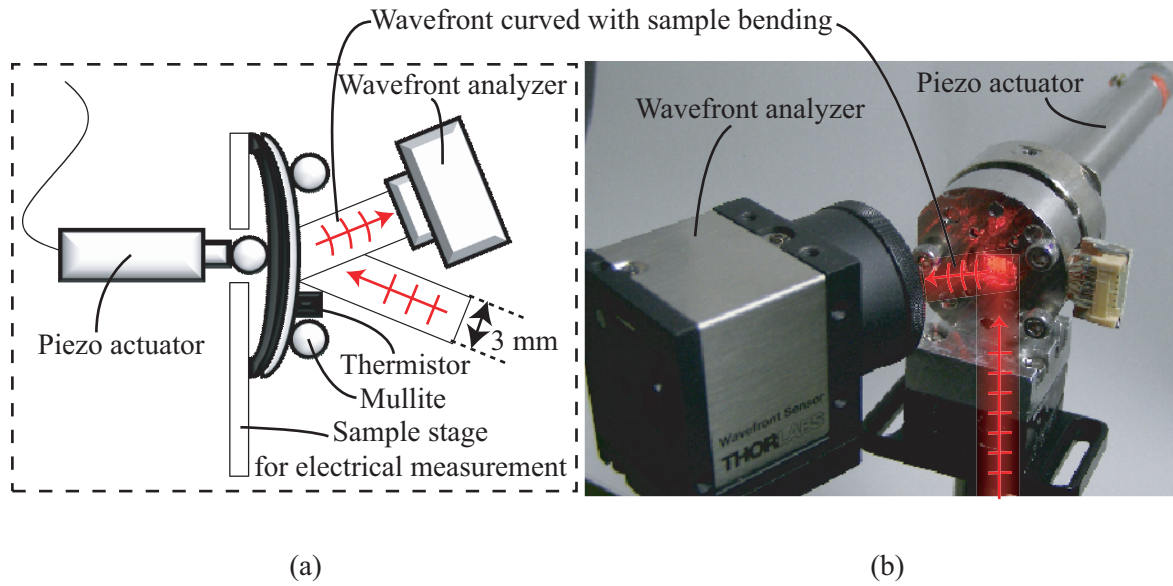 Wavefront curved with sample bending
Wavefront analyzer
Piezo actuator
3 mm
Thermistor
Mullite
Sample stage
for electrical measurement
(a)
Piezo actuator
Wavefront analyzer
Wavefront Sensor
THORLABS
(b)